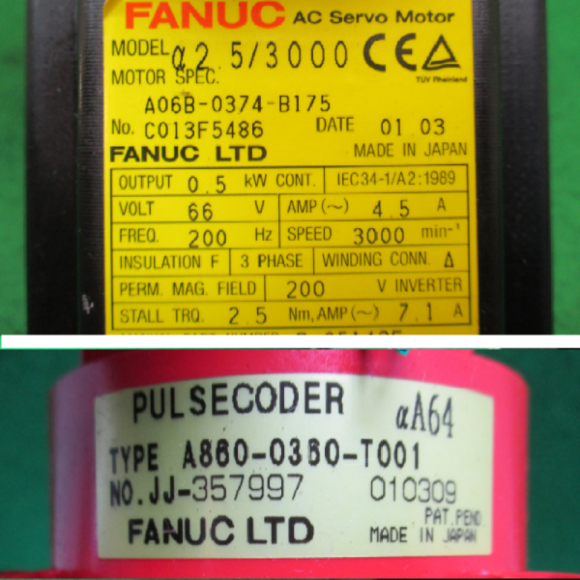 FANUC AC Servo Motor
MODEL α2.5/3000 CE
TÜV Rheinland
MOTOR SPEC.
A06B-0374-B175
No. C013F5486 DATE 01 03
FANUC LTD MADE IN JAPAN
OUTPUT 0.5 kW CONT. IEC34-1/A2:1989
VOLT 66 V AMP(~) 4.5 A
FREQ. 200 Hz SPEED 3000 min-¹
INSULATION F 3 PHASE WINDING CONN. Δ
PERM. MAG. FIELD 200 V INVERTER
STALL TRQ. 2.5 Nm, AMP(~) 7.1 A
PULSECODER αA64
TYPE A860-0360-T001
NO. JJ-357997 010309
PAT. PEND.
FANUC LTD MADE IN JAPAN